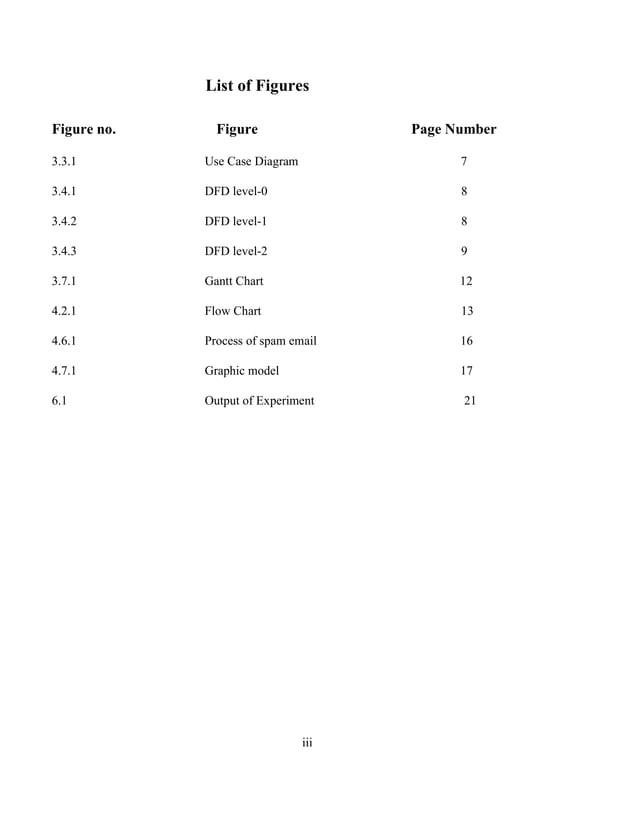 List of Figures
Figure no. Figure Page Number
3.3.1 Use Case Diagram 7
3.4.1 DFD level-0 8
3.4.2 DFD level-1 8
3.4.3 DFD level-2 9
3.7.1 Gantt Chart 12
4.2.1 Flow Chart 13
4.6.1 Process of spam email 16
4.7.1 Graphic model 17
6.1 Output of Experiment 21
iii